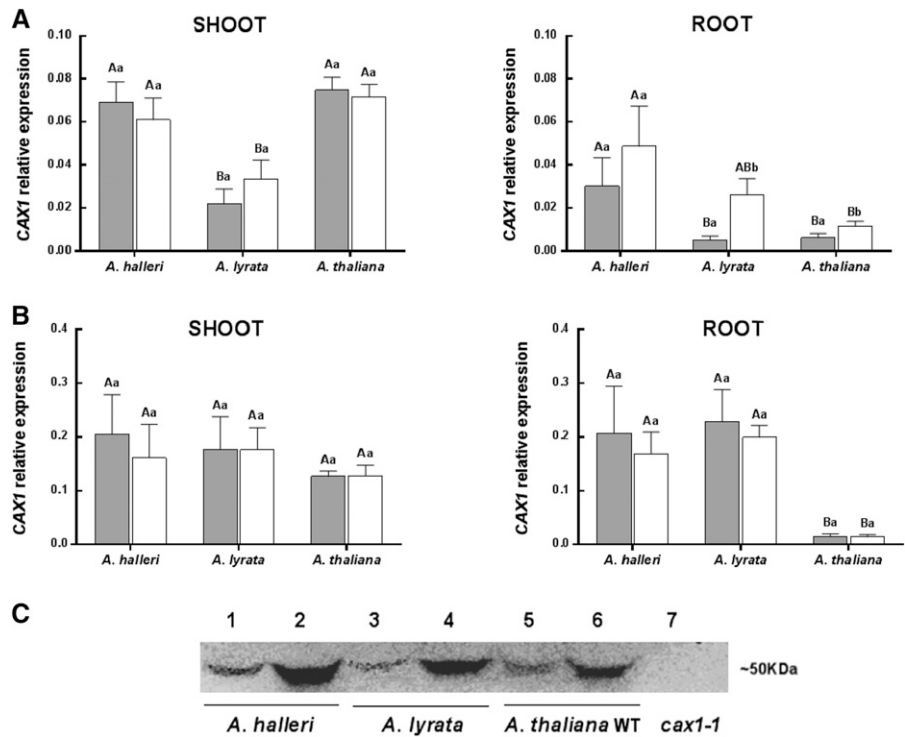 A
SHOOT
ROOT
CAX1 relative expression
0.10
0.08
0.06
0.04
0.02
0.00
Aa Aa Ba Ba Aa Aa
A. halleri A. lyrata A. thaliana
CAX1 relative expression
0.10
0.08
0.06
0.04
0.02
0.00
Aa Aa Ba ABb Ba Bb
A. halleri A. lyrata A. thaliana
B
SHOOT
ROOT
CAX1 relative expression
0.4
0.3
0.2
0.1
0.0
Aa Aa Aa Aa Aa Aa
A. halleri A. lyrata A. thaliana
CAX1 relative expression
0.4
0.3
0.2
0.1
0.0
Aa Aa Aa Aa Ba Ba
A. halleri A. lyrata A. thaliana
C
1 2 3 4 5 6 7
~50KDa
A. halleri A. lyrata A. thaliana WT cax1-1